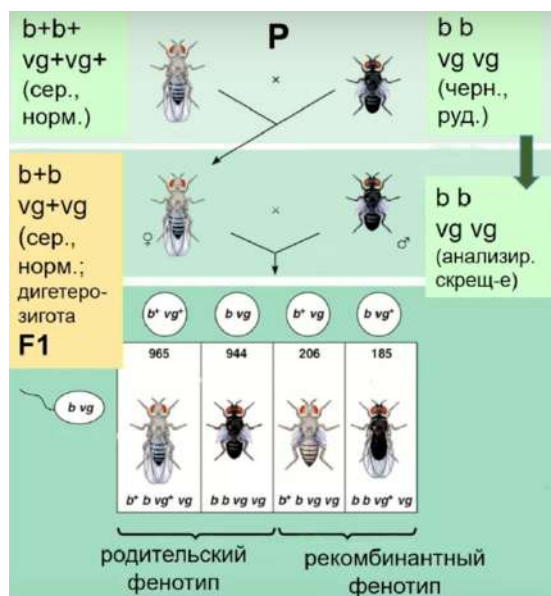 b+b+
vg+vg+
(сер.,
норм.)
P
b b
vg vg
(черн.,
руд.)
×
b+b
vg+vg
(сер.,
норм.;
дигетеро-
зигота
F1
♀
×
♂
b b
vg vg
(анализир.
скрещ-е)
b⁺ vg⁺
b vg
b⁺ vg
b vg⁺
965
944
206
185
b vg
b⁺ b vg⁺ vg
b b vg vg
b⁺ b vg vg
b b vg⁺ vg
родительский
фенотип
рекомбинантный
фенотип